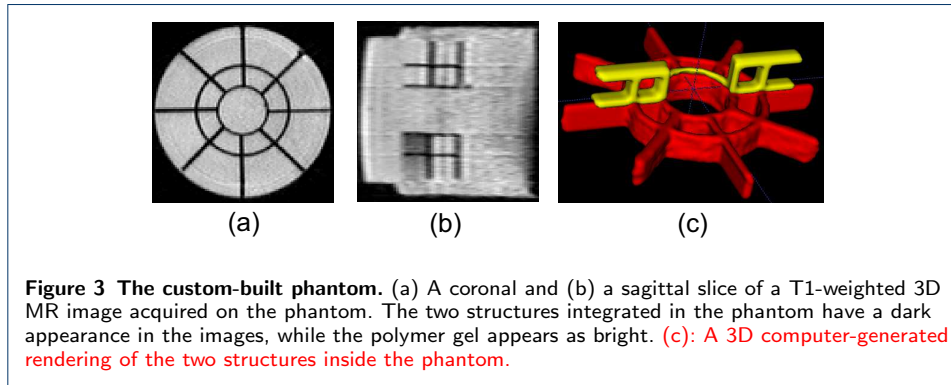 (a)
(b)
(c)
Figure 3 The custom-built phantom. (a) A coronal and (b) a sagittal slice of a T1-weighted 3D
MR image acquired on the phantom. The two structures integrated in the phantom have a dark
appearance in the images, while the polymer gel appears as bright. (c): A 3D computer-generated
rendering of the two structures inside the phantom.